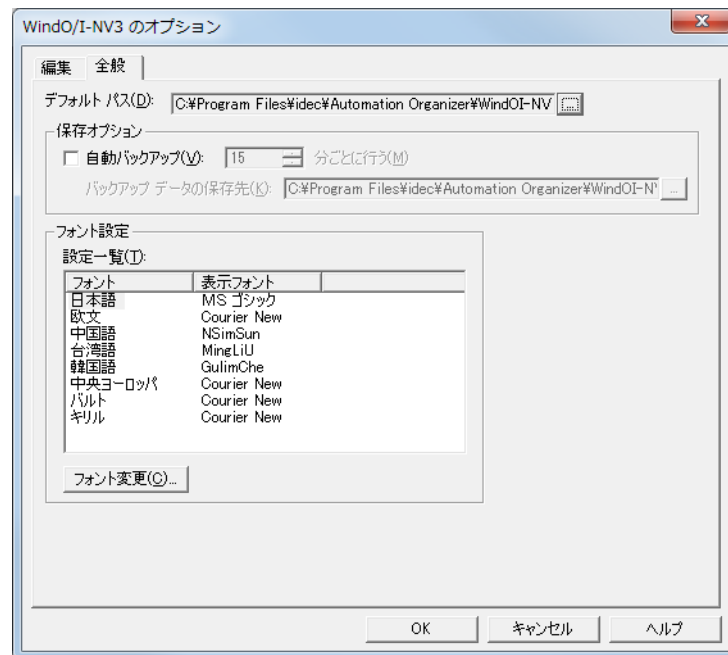 WindO/I-NV3 のオプション
編集 全般
デフォルト パス(D): C:¥Program Files¥idec¥Automation Organizer¥WindOI-NV ...
保存オプション
自動バックアップ(V): 15 分ごとに行う(M)
バックアップ データの保存先(K): C:¥Program Files¥idec¥Automation Organizer¥WindOI-N ...
フォント設定
設定一覧(T):
フォント 表示フォント
日本語 MS ゴシック
欧文 Courier New
中国語 NSimSun
台湾語 MingLiU
韓国語 GulimChe
中央ヨーロッパ Courier New
バルト Courier New
キリル Courier New
フォント変更(C)...
OK キャンセル ヘルプ